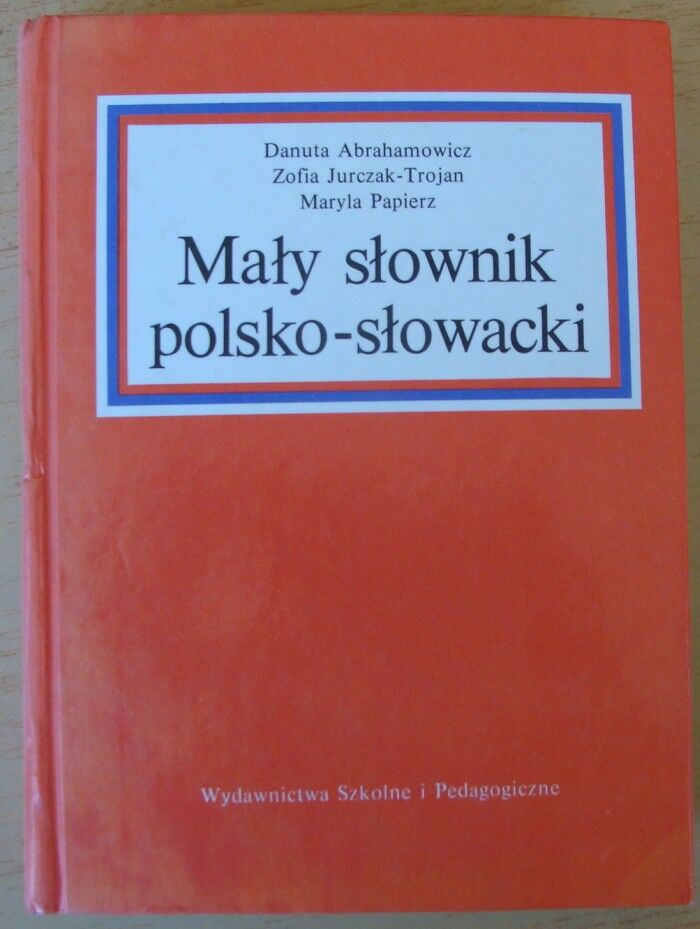 Danuta Abrahamowicz
Zofia Jurczak-Trojan
Maryla Papierz
Mały słownik
polsko-słowacki
Wydawnictwa Szkolne i Pedagogiczne